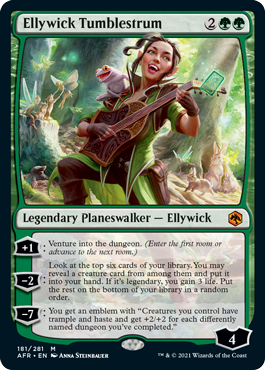 Ellywick Tumblestrum 2
Legendary Planeswalker — Ellywick
+1 : Venture into the dungeon. (Enter the first room
or advance to the next room.)
Look at the top six cards of your library. You may
reveal a creature card from among them and put it
-2 : into your hand. If it's legendary, you gain 3 life. Put
the rest on the bottom of your library in a random
order.
-7 : You get an emblem with "Creatures you control have
trample and haste and get +2/+2 for each differently
named dungeon you've completed."
4
181/281 M
AFR • EN Anna Steinbauer
™ & © 2021 Wizards of the Coast